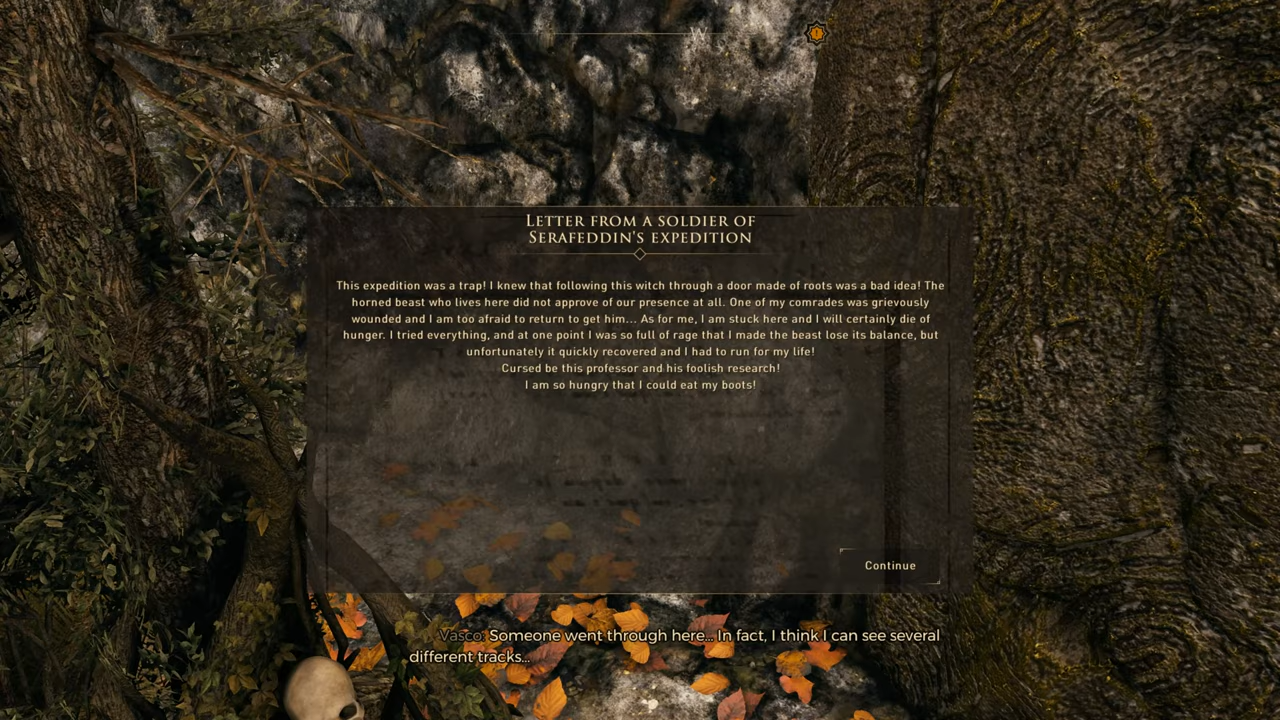 W
LETTER FROM A SOLDIER OF
SERAFEDDIN'S EXPEDITION
This expedition was a trap! I knew that following this witch through a door made of roots was a bad idea! The
horned beast who lives here did not approve of our presence at all. One of my comrades was grievously
wounded and I am too afraid to return to get him... As for me, I am stuck here and I will certainly die of
hunger. I tried everything, and at one point I was so full of rage that I made the beast lose its balance, but
unfortunately it quickly recovered and I had to run for my life!
Cursed be this professor and his foolish research!
I am so hungry that I could eat my boots!
Continue
Vasco: Someone went through here... In fact, I think I can see several
different tracks...